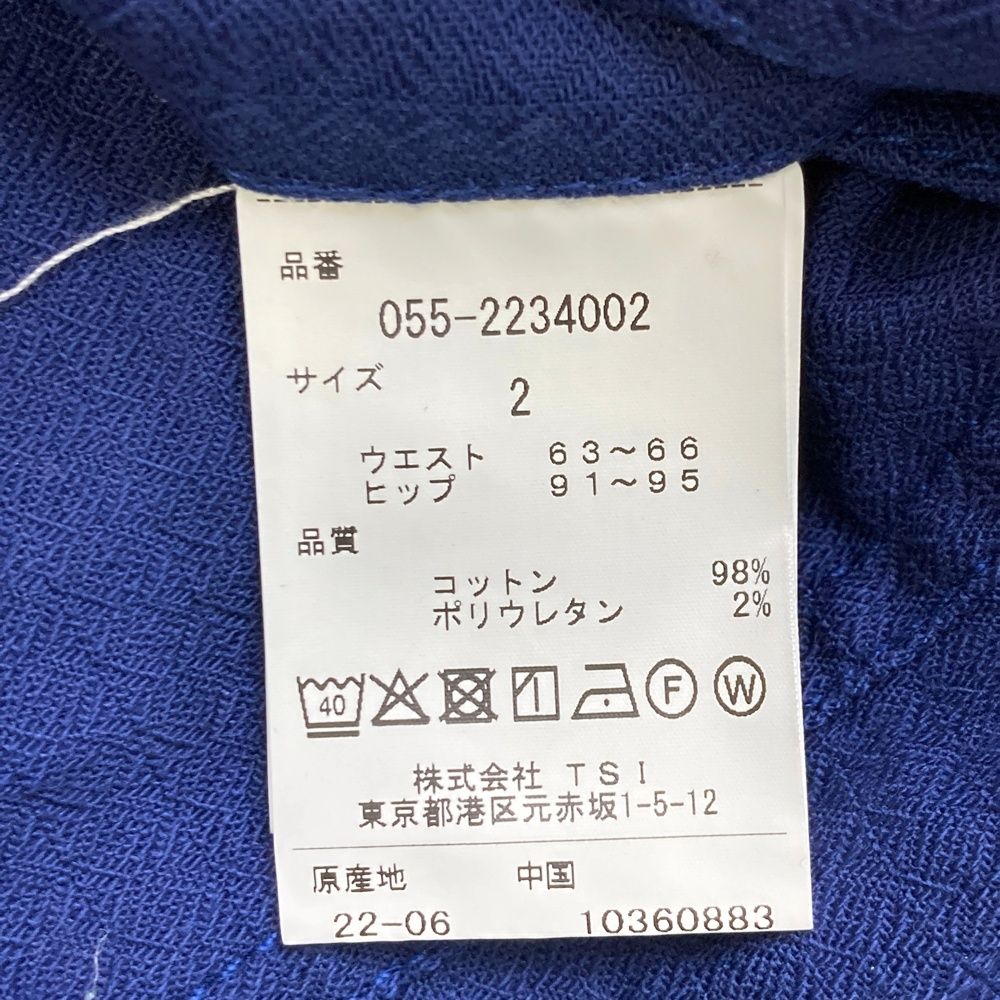 品番
055-2234002
サイズ
2
ウエスト 63～66
ヒップ 91～95
品質
コットン 98%
ポリウレタン 2%
40 F W
株式会社 TSI
東京都港区元赤坂1-5-12
原産地 中国
22-06 10360883